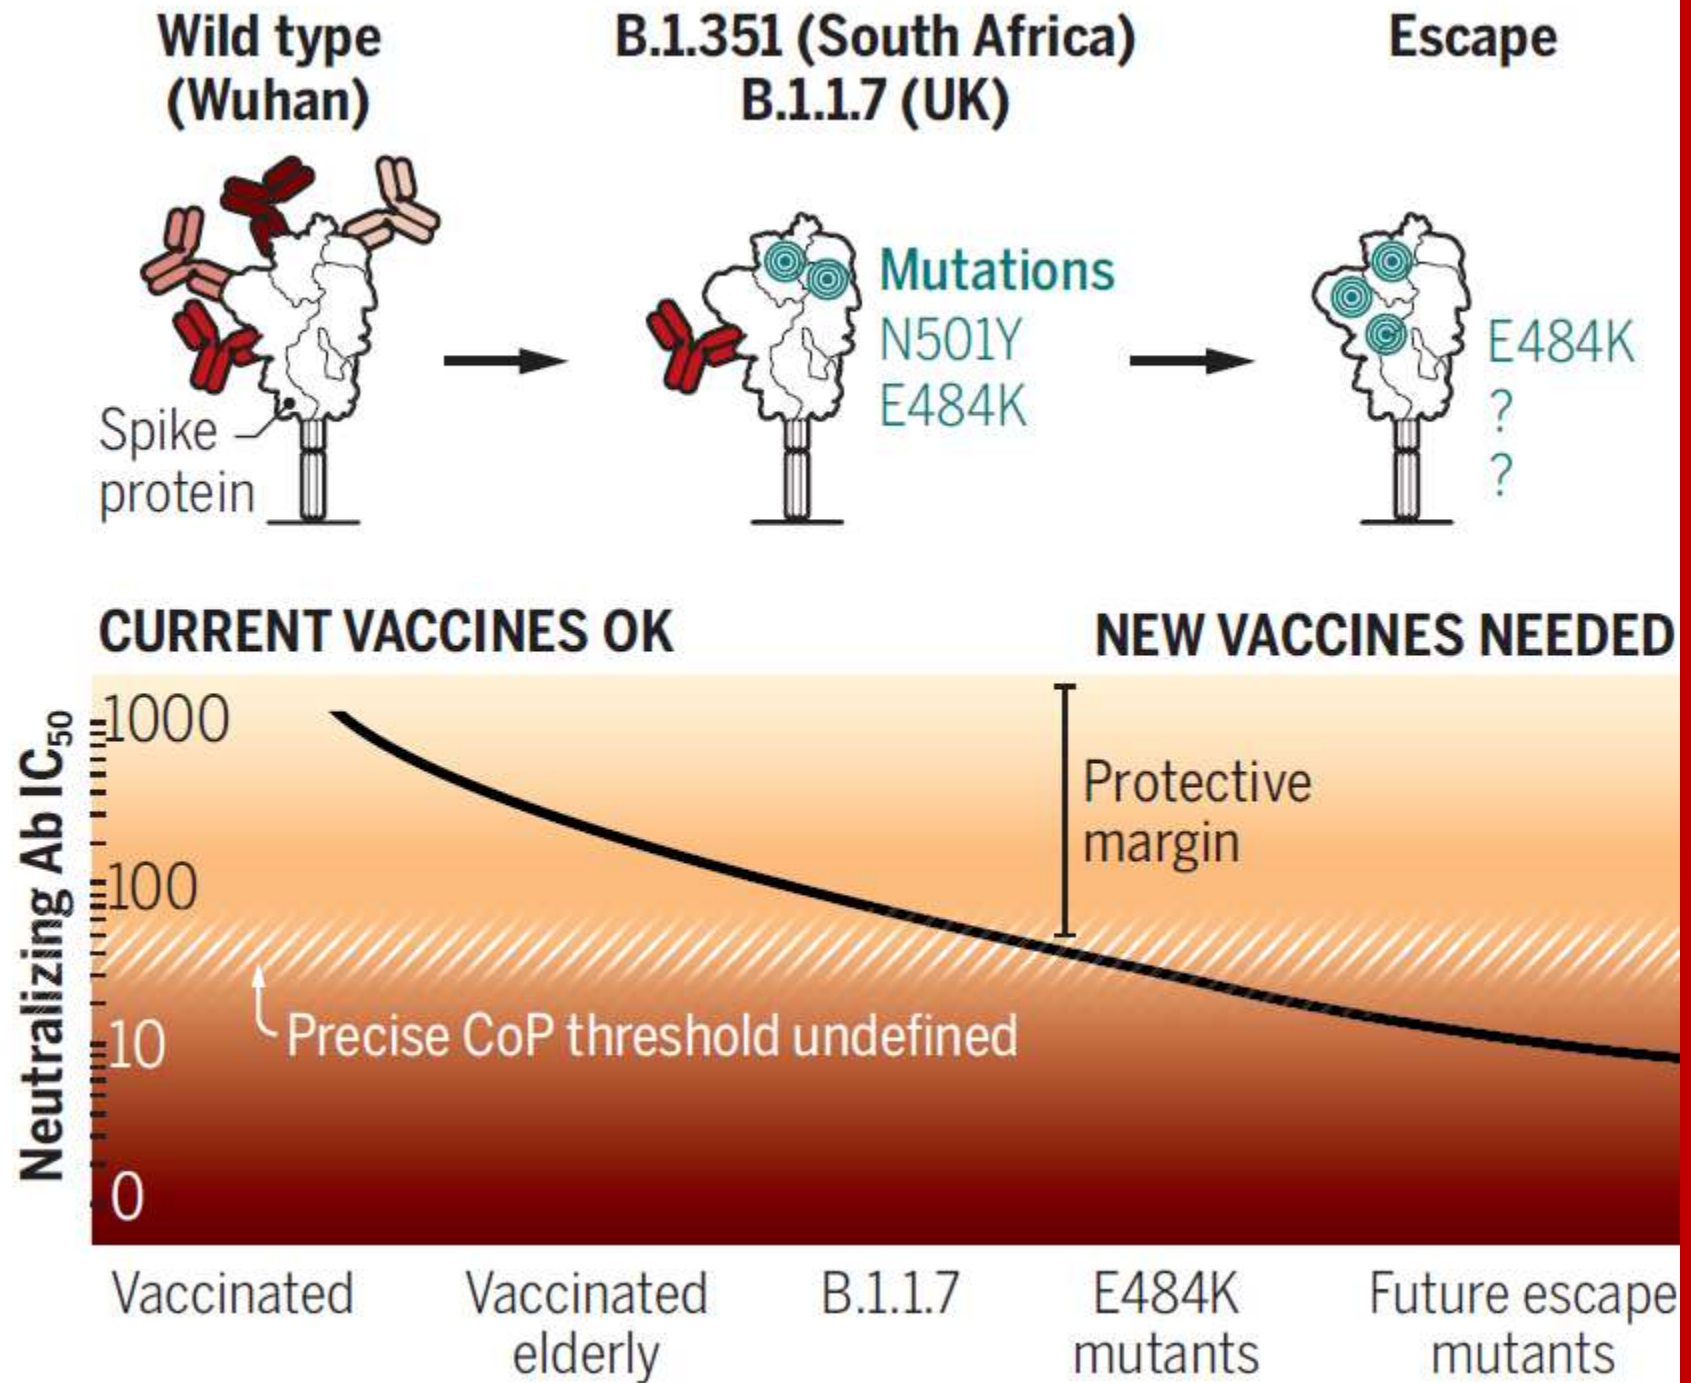 Wild type
(Wuhan)
B.1.351 (South Africa)
B.1.1.7 (UK)
Escape
Spike
protein
Mutations
N501Y
E484K
E484K
?
?
CURRENT VACCINES OK
NEW VACCINES NEEDED
Neutralizing Ab IC50
1000
100
10
0
Protective
margin
Precise CoP threshold undefined
Vaccinated
Vaccinated
elderly
B.1.1.7
E484K
mutants
Future escape
mutants